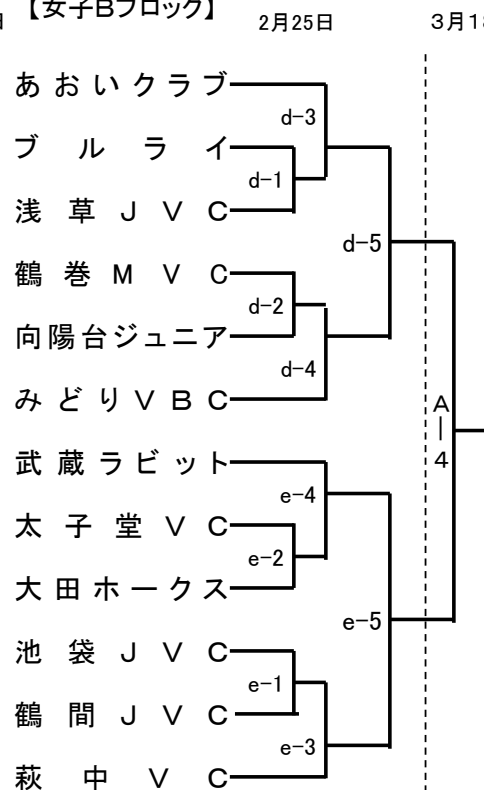 【女子Bブロック】
2月25日
3月18
あおいクラブ
d-3
ブルライ
d-1
浅草JVC
d-5
鶴巻MVC
d-2
向陽台ジュニア
d-4
みどりVBC
A-4
武蔵ラビット
e-4
太子堂VC
e-2
大田ホークス
e-5
池袋JVC
e-1
鶴間JVC
e-3
萩中VC